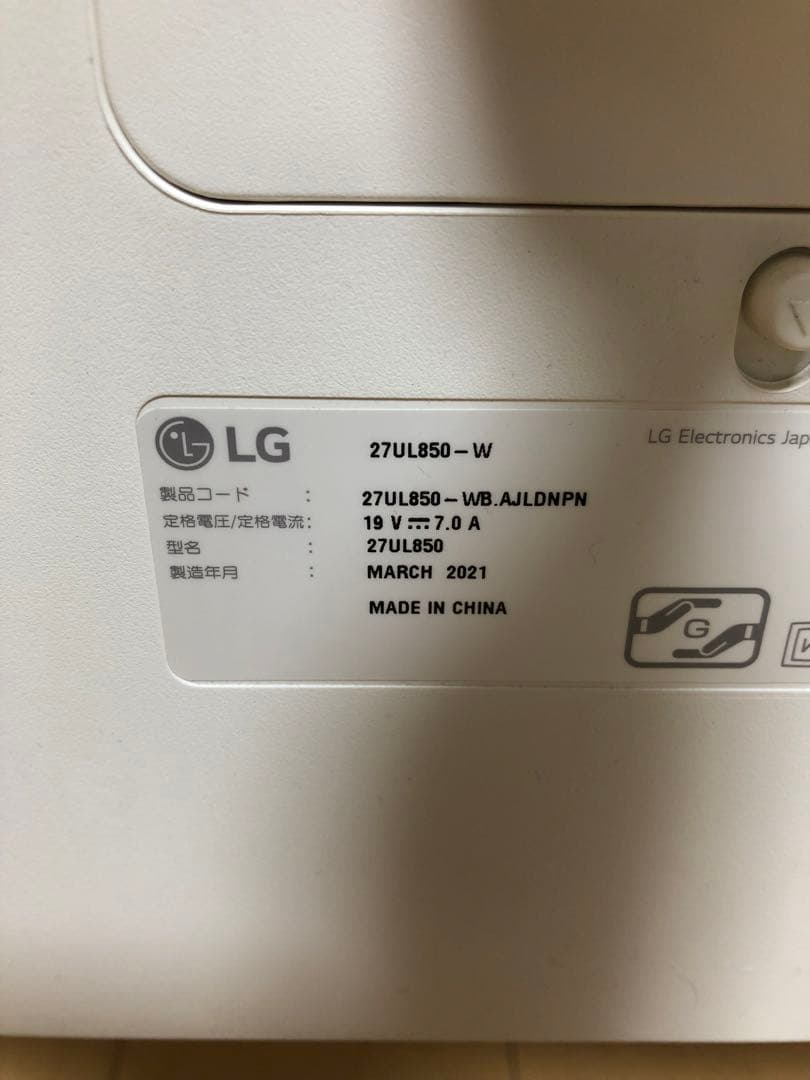 LG
27UL850-W
LG Electronics
製品コード : 27UL850-WB.AJLDNPN
定格電圧/定格電流: 19 V⎓7.0 A
型名 : 27UL850
製造年月 : MARCH 2021
MADE IN CHINA
G